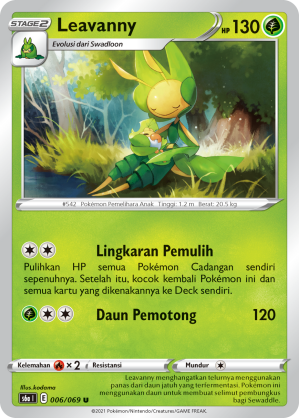 STAGE2 Leavanny HP 130
Evolusi dari Swadloon
#542 Pokémon Pemelihara Anak Tinggi: 1.2 m Berat: 20.5 kg
Lingkaran Pemulih
Pulihkan HP semua Pokémon Cadangan sendiri
sepenuhnya. Setelah itu, kocok kembali Pokémon ini dan
semua kartu yang dikenakannya ke Deck sendiri.
Daun Pemotong 120
Kelemahan × 2 Resistansi Mundur
Illus.kodama
s6a I E 006/069 U
Leavanny menghangatkan telurnya menggunakan
panas dari daun jatuh yang terfermentasi. Pokémon ini
menggunakan daun untuk membuat selimut pembungkus
bagi Sewaddle.
©2021 Pokémon/Nintendo/Creatures/GAME FREAK